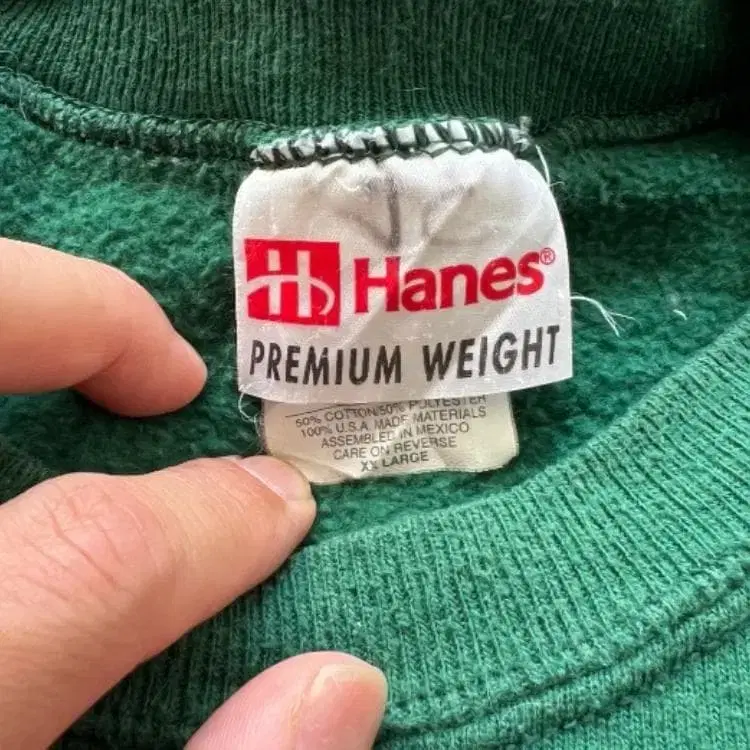 Hanes®
PREMIUM WEIGHT
50% COTTON/50% POLYESTER
100% U.S.A. MADE MATERIALS
ASSEMBLED IN MEXICO
CARE ON REVERSE
XX LARGE